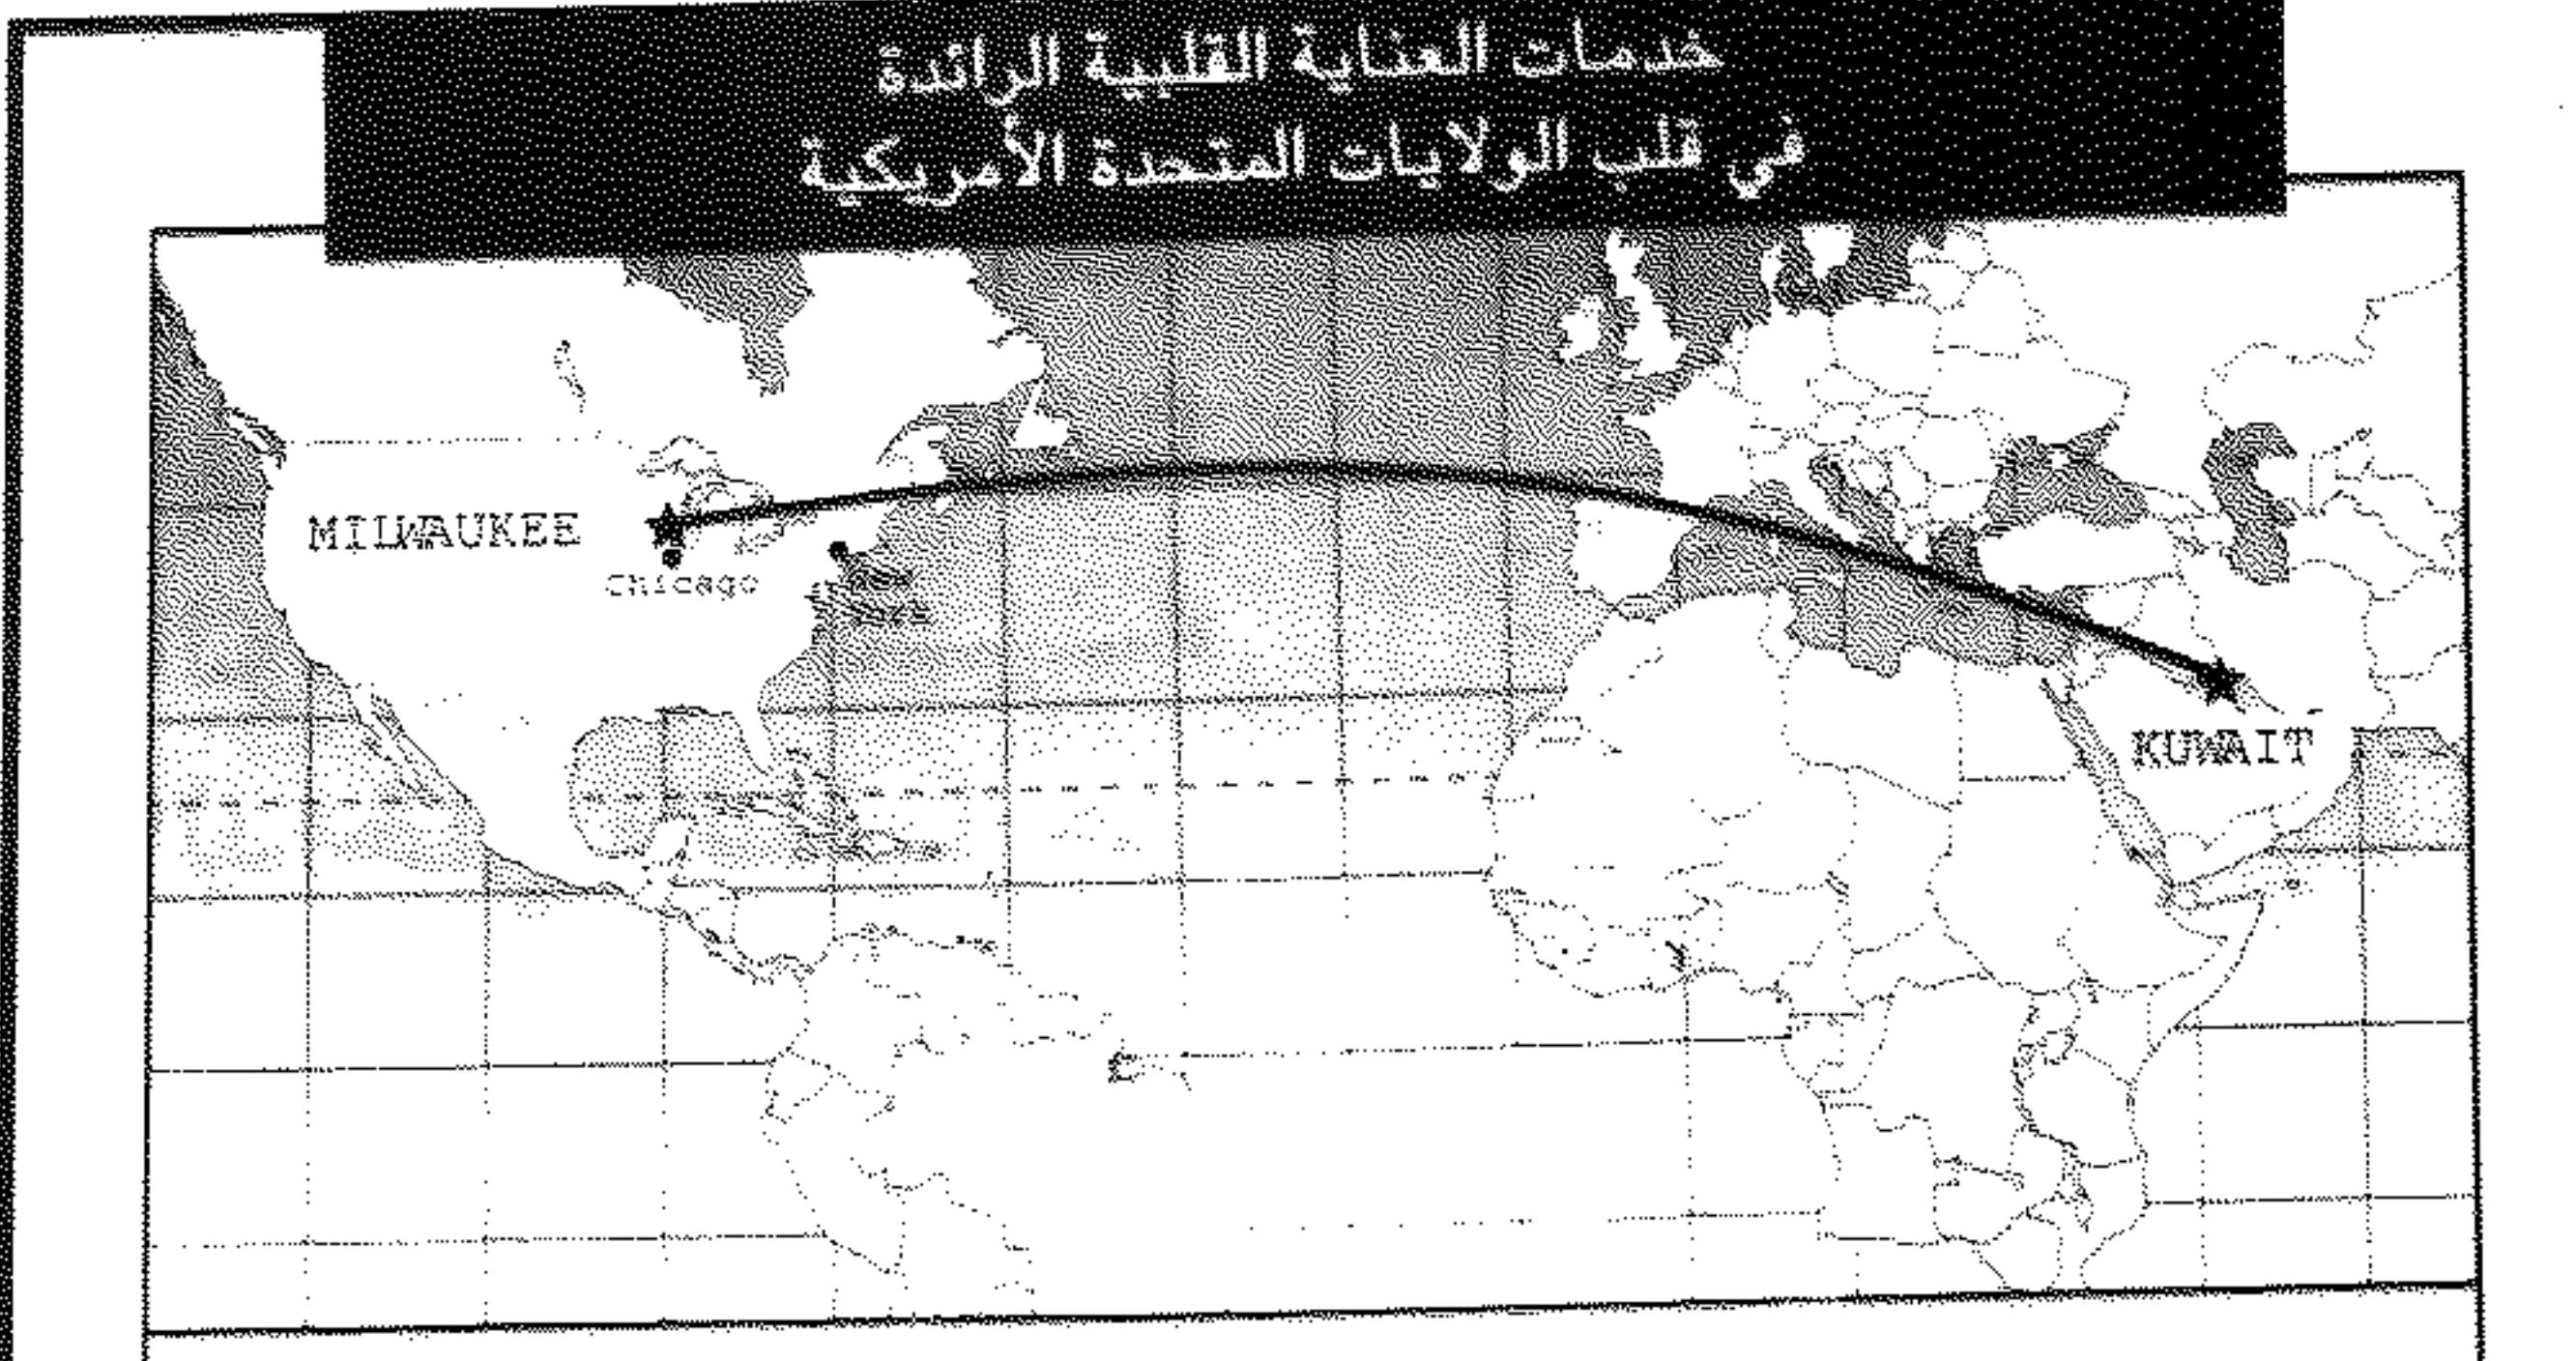 خدمات العناية القلبية الرائدة
في قلب الولايات المتحدة الأمريكية
MILWAUKEE
Chicago
KUWAIT